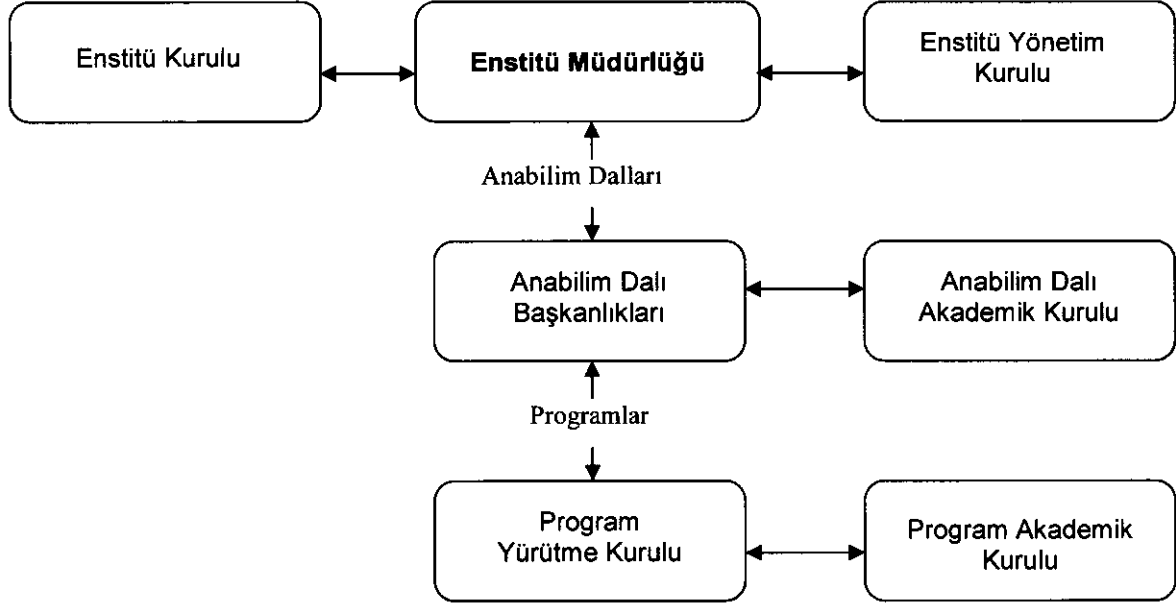 Enstitü Kurulu
Enstitü Müdürlüğü
Enstitü Yönetim
Kurulu
Anabilim Dalları
Anabilim Dalı
Başkanlıkları
Anabilim Dalı
Akademik Kurulu
Programlar
Program
Yürütme Kurulu
Program Akademik
Kurulu